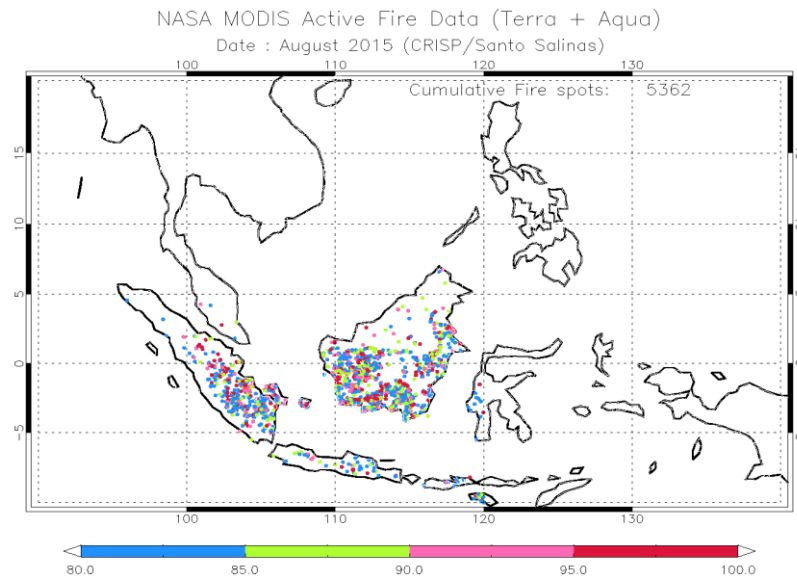 NASA MODIS Active Fire Data (Terra + Aqua)
Date : August 2015 (CRISP/Santo Salinas)
100 110 120 130
Cumulative Fire spots: 5362
15
10
5
0
-5
100 110 120 130
80.0 85.0 90.0 95.0 100.0